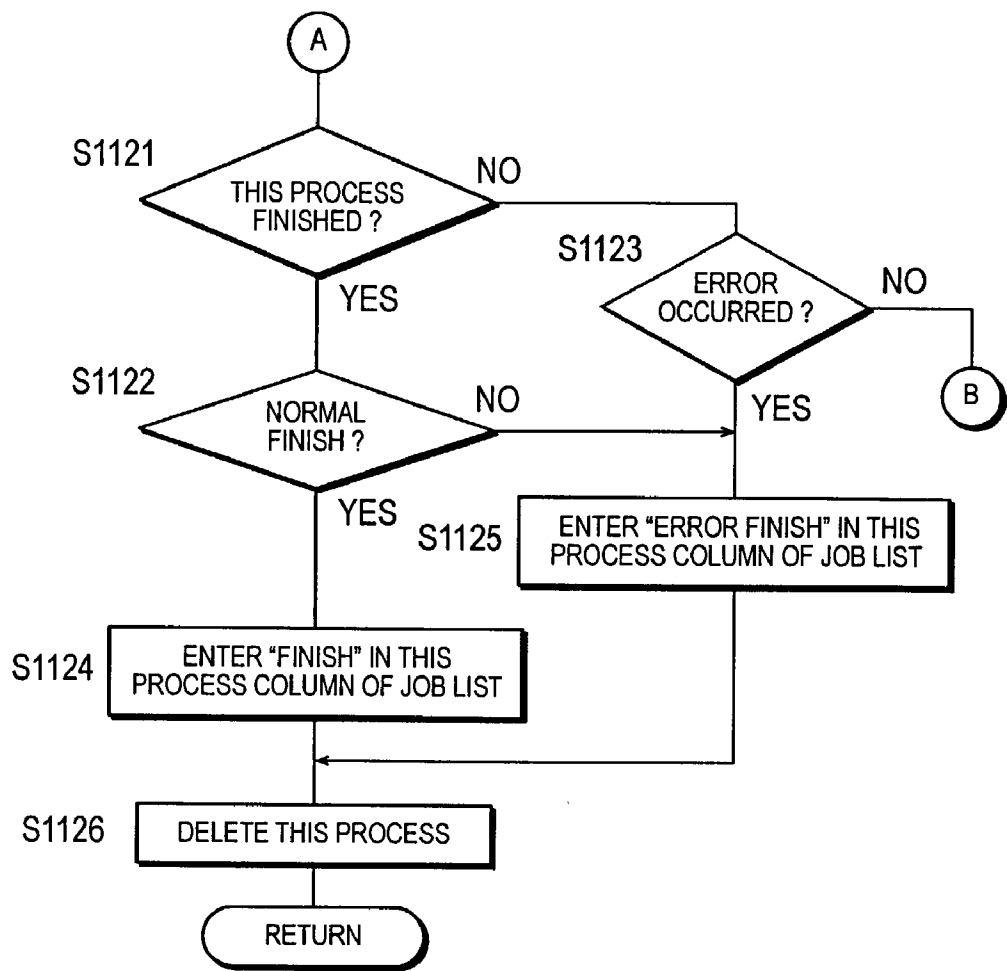 A
S1121
THIS PROCESS
FINISHED ?
NO
YES
S1123
ERROR
OCCURRED ?
NO
YES
B
S1122
NORMAL
FINISH ?
NO
YES
S1125
ENTER “ERROR FINISH” IN THIS
PROCESS COLUMN OF JOB LIST
S1124
ENTER “FINISH” IN THIS
PROCESS COLUMN OF JOB LIST
S1126
DELETE THIS PROCESS
RETURN